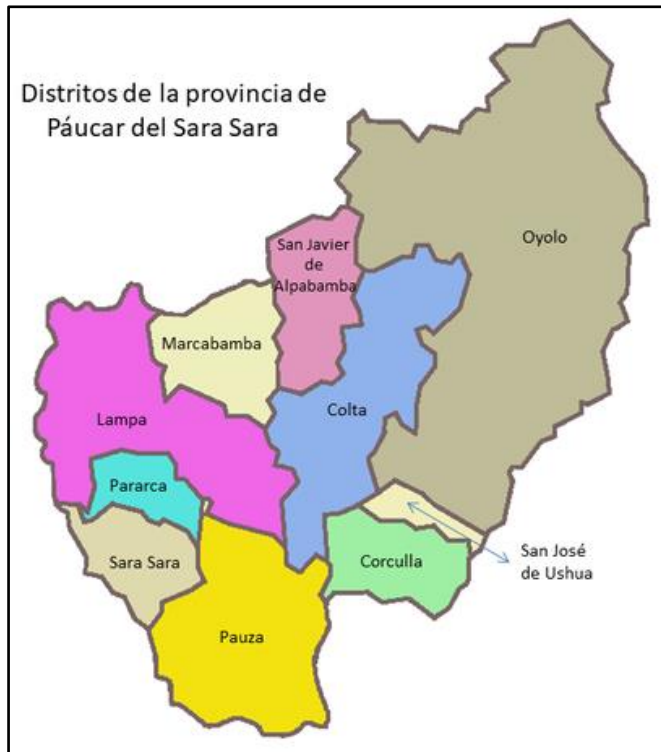 Distritos de la provincia de
Páucar del Sara Sara
San Javier
de
Alpabamba
Oyolo
Marcabamba
Colta
Lampa
Pararca
San José
de Ushua
Sara Sara
Corculla
Pauza